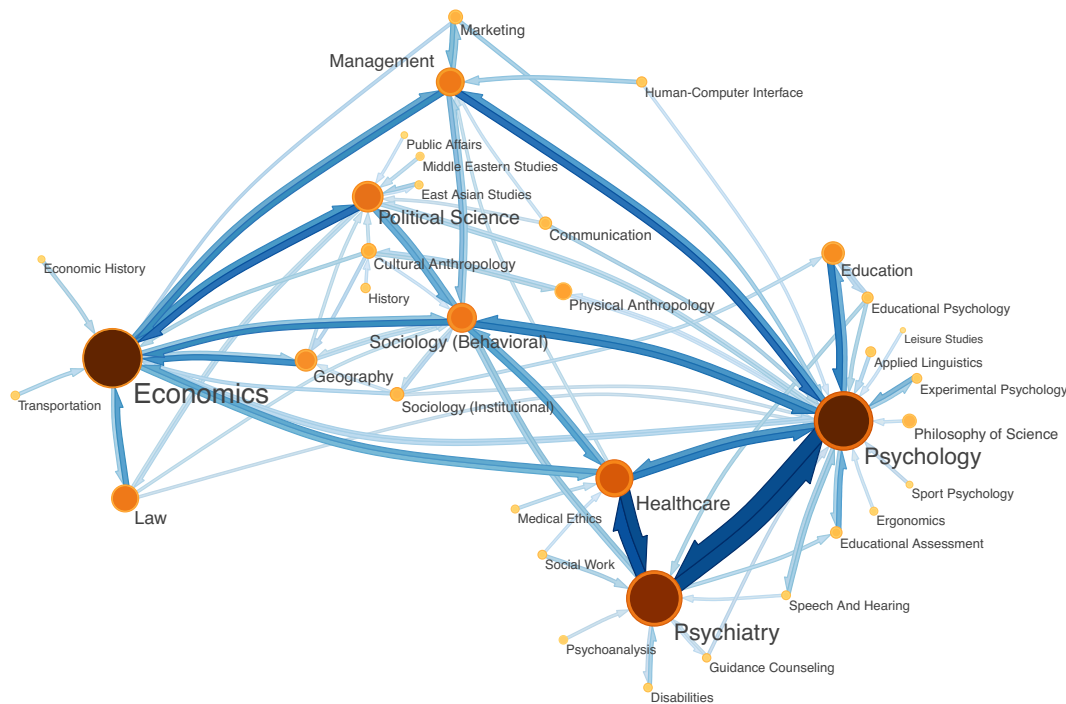 Marketing
Management
Human-Computer Interface
Public Affairs
Middle Eastern Studies
East Asian Studies
Political Science
Communication
Economic History
Cultural Anthropology
Education
History
Physical Anthropology
Educational Psychology
Leisure Studies
Sociology (Behavioral)
Applied Linguistics
Geography
Experimental Psychology
Economics
Transportation
Sociology (Institutional)
Philosophy of Science
Psychology
Sport Psychology
Healthcare
Law
Medical Ethics
Ergonomics
Educational Assessment
Social Work
Speech And Hearing
Psychiatry
Psychoanalysis
Guidance Counseling
Disabilities